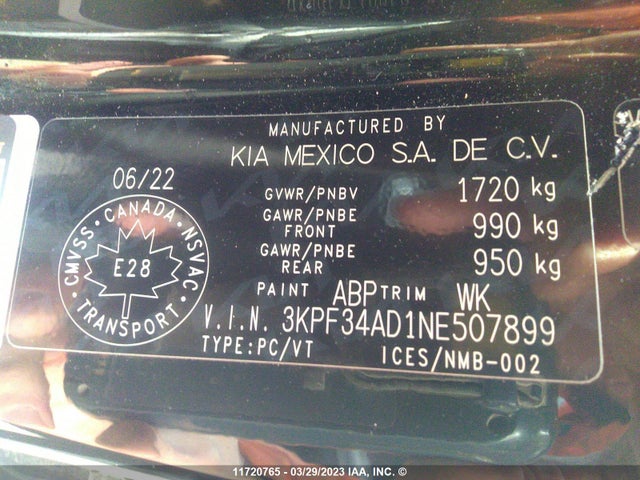 MANUFACTURED BY
KIA MEXICO S.A. DE C.V.
06/22
GVWR/PNBV 1720 kg
GAWR/PNBE FRONT 990 kg
GAWR/PNBE REAR 950 kg
CMVSS · CANADA · NSVAC · TRANSPORT ·
E28
PAINT ABP TRIM WK
V.I.N. 3KPF34AD1NE507899
TYPE:PC/VT ICES/NMB-002
11720765 - 03/29/2023 IAA, INC. ©